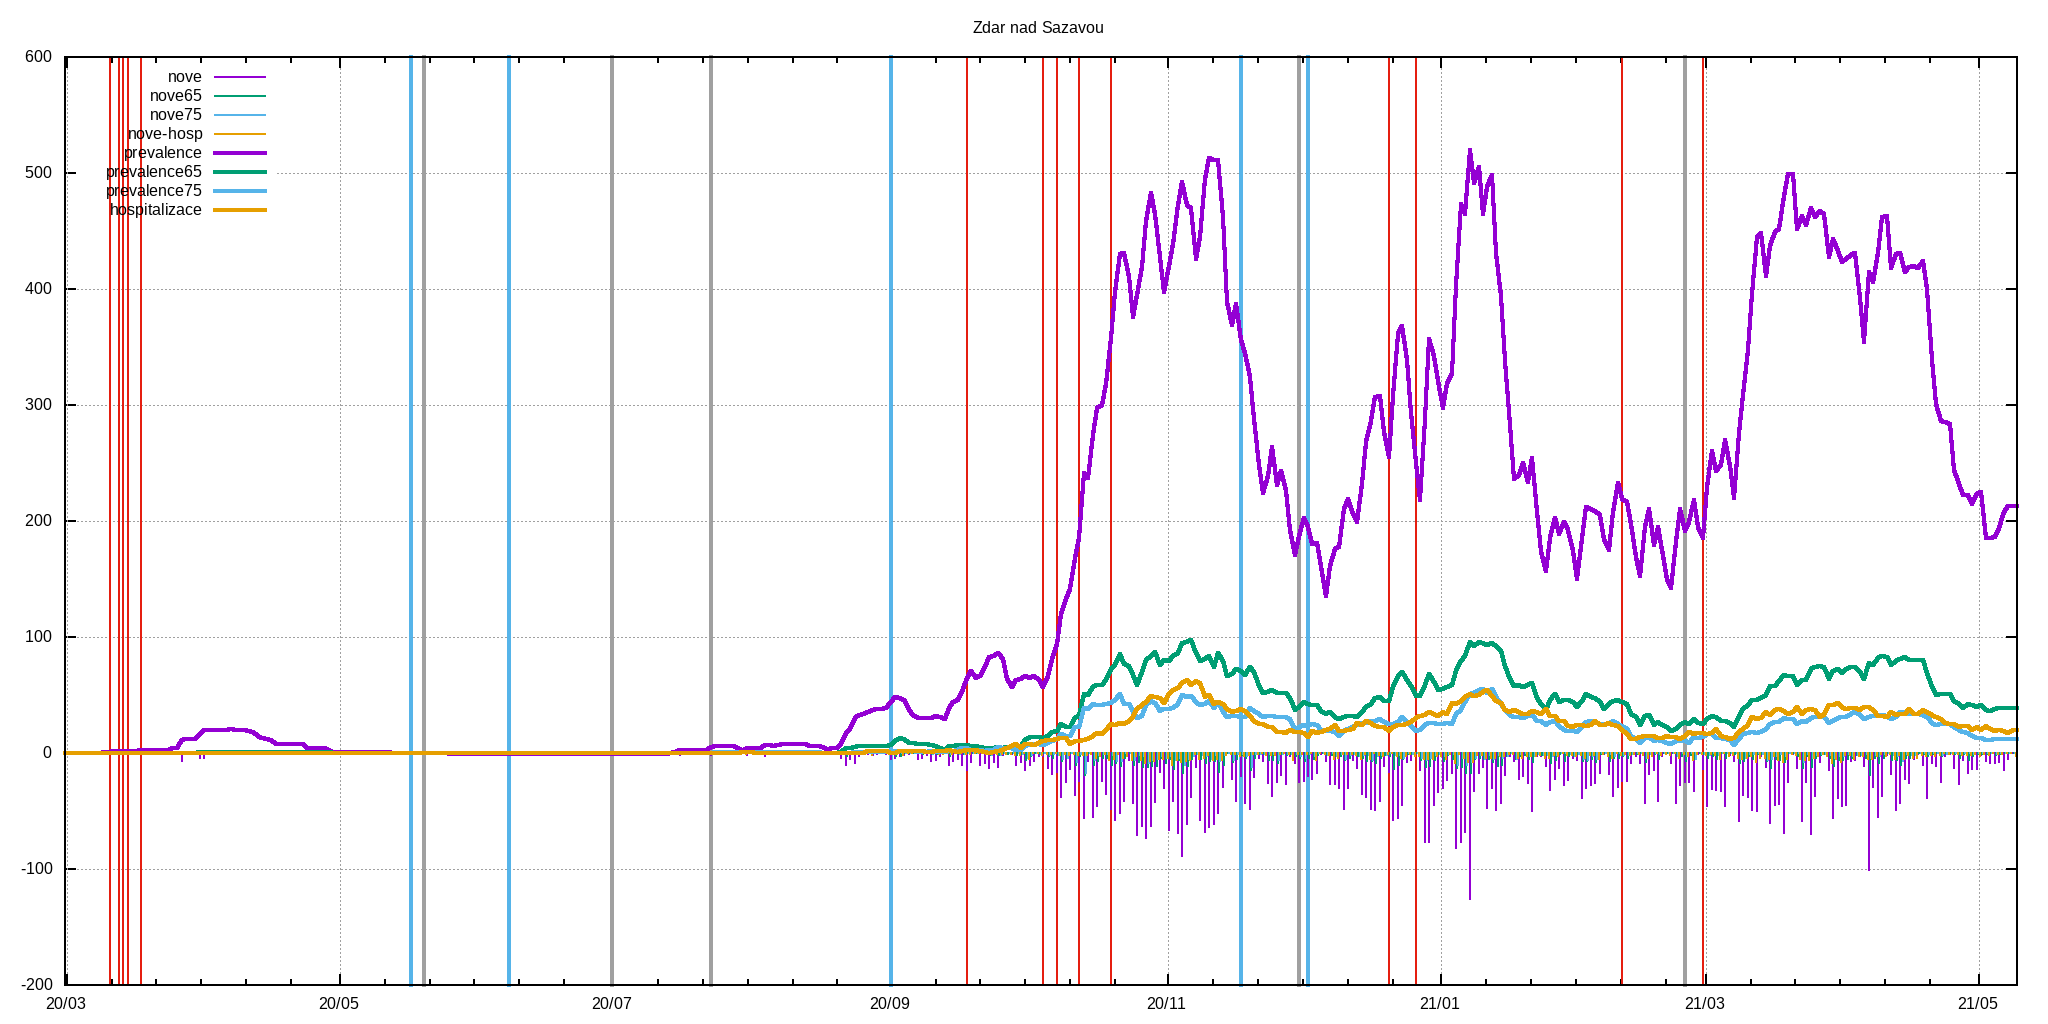 Zdar nad Sazavou
600
500
400
300
200
100
0
-100
-200
nove
nove65
nove75
nove-hosp
prevalence
prevalence65
prevalence75
hospitalizace
20/03 20/05 20/07 20/09 20/11 21/01 21/03 21/05